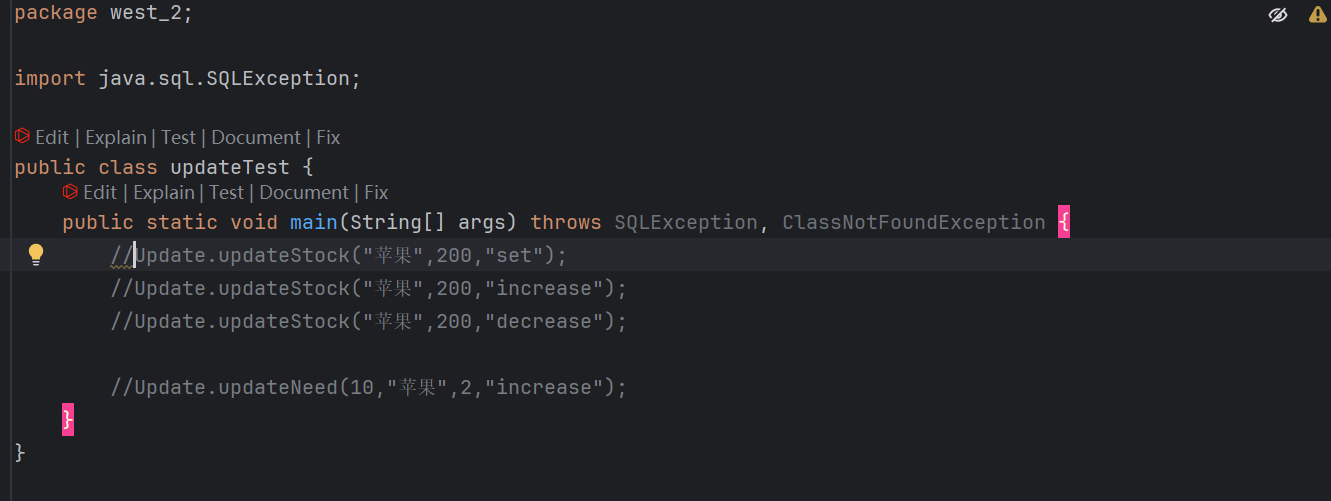 package west_2;
import java.sql.SQLException;
Edit | Explain | Test | Document | Fix
public class updateTest {
Edit | Explain | Test | Document | Fix
public static void main(String[] args) throws SQLException, ClassNotFoundException {
//Update.updateStock("苹果",200,"set");
//Update.updateStock("苹果",200,"increase");
//Update.updateStock("苹果",200,"decrease");
//Update.updateNeed(10,"苹果",2,"increase");
}
}